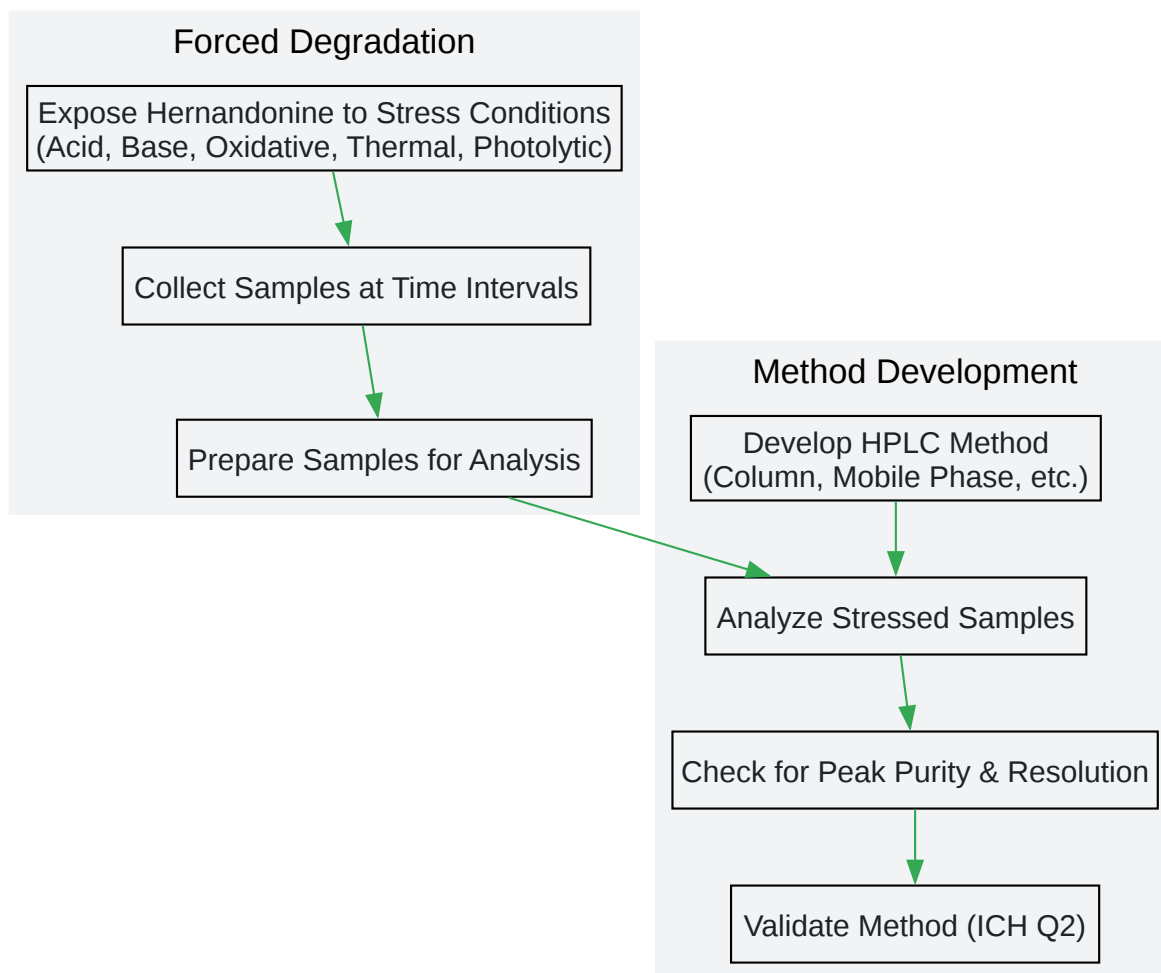 Forced Degradation
Expose Hernandonine to Stress Conditions
(Acid, Base, Oxidative, Thermal, Photolytic)
Collect Samples at Time Intervals
Prepare Samples for Analysis
Method Development
Develop HPLC Method
(Column, Mobile Phase, etc.)
Analyze Stressed Samples
Check for Peak Purity & Resolution
Validate Method (ICH Q2)